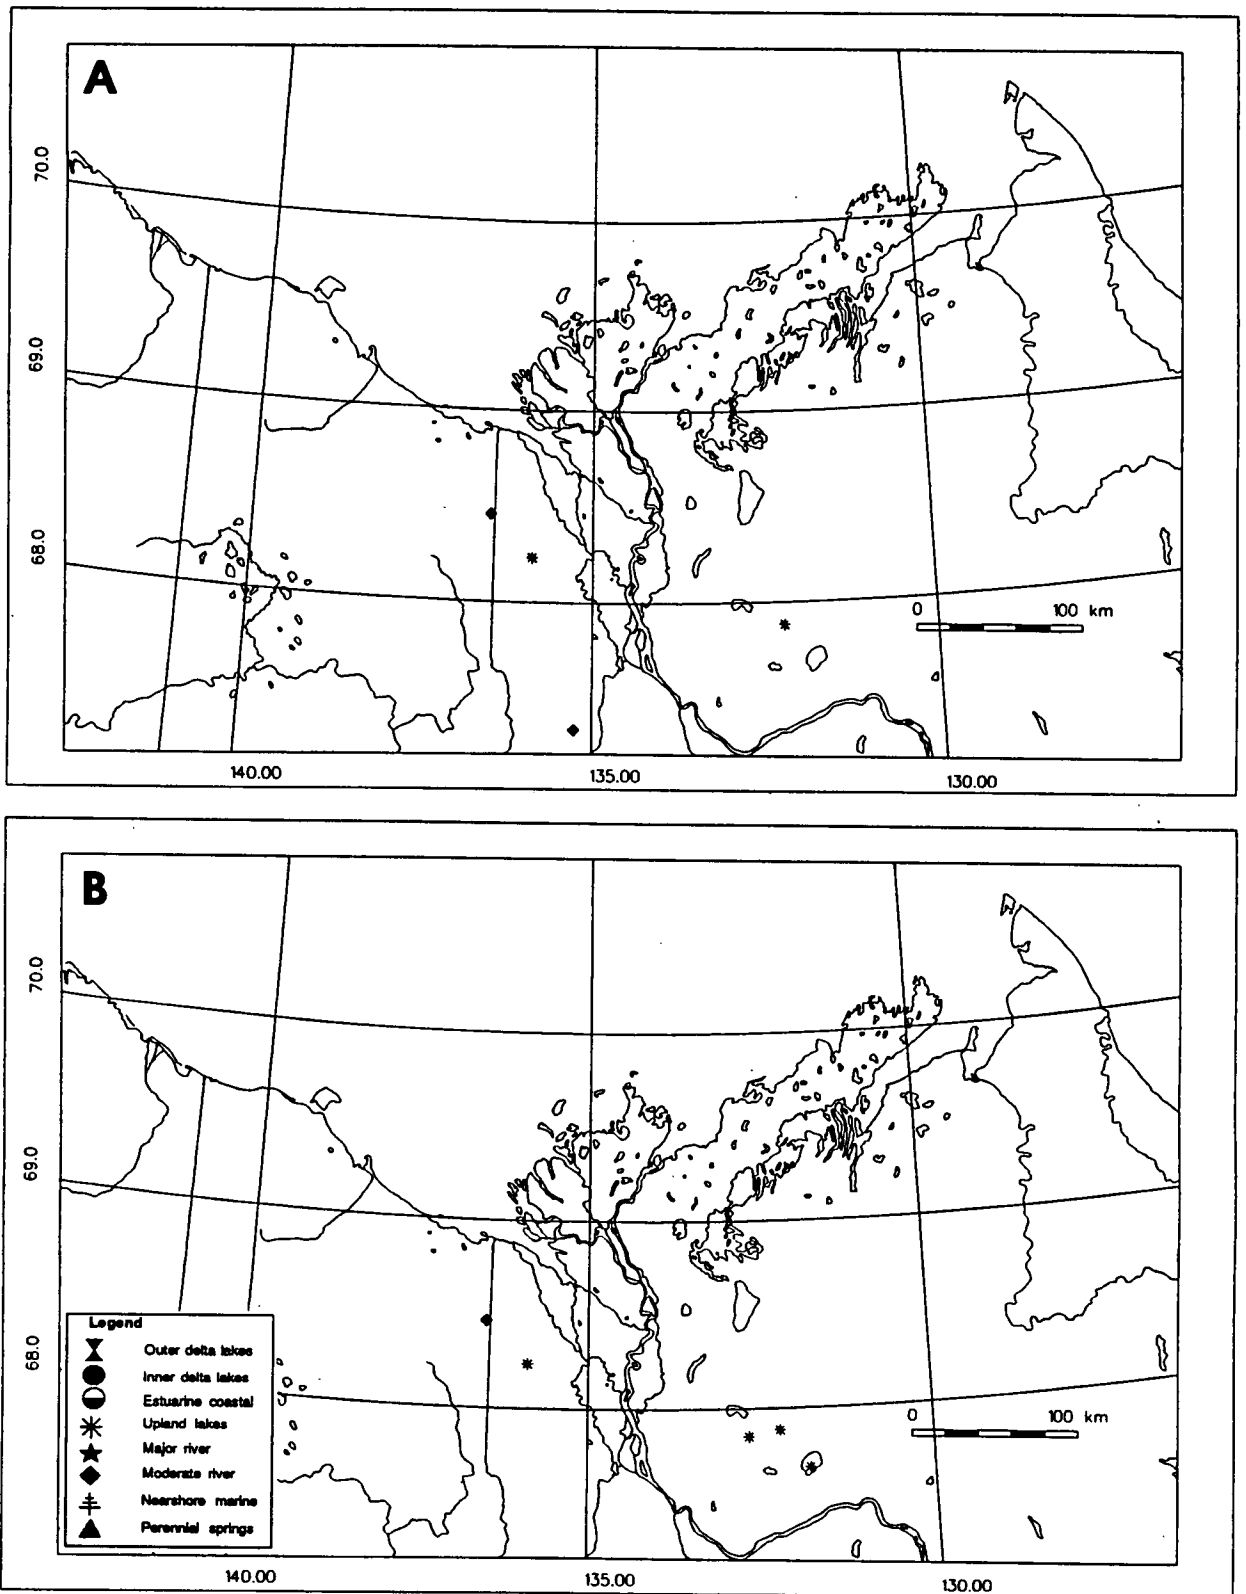 A
70.0
69.0
68.0
0 100 km
140.00 135.00 130.00
B
70.0
69.0
68.0
Legend
Outer delta lakes
Inner delta lakes
Estuarine coastal
Upland lakes
Major river
Moderate river
Nearshore marine
Perennial springs
0 100 km
140.00 135.00 130.00